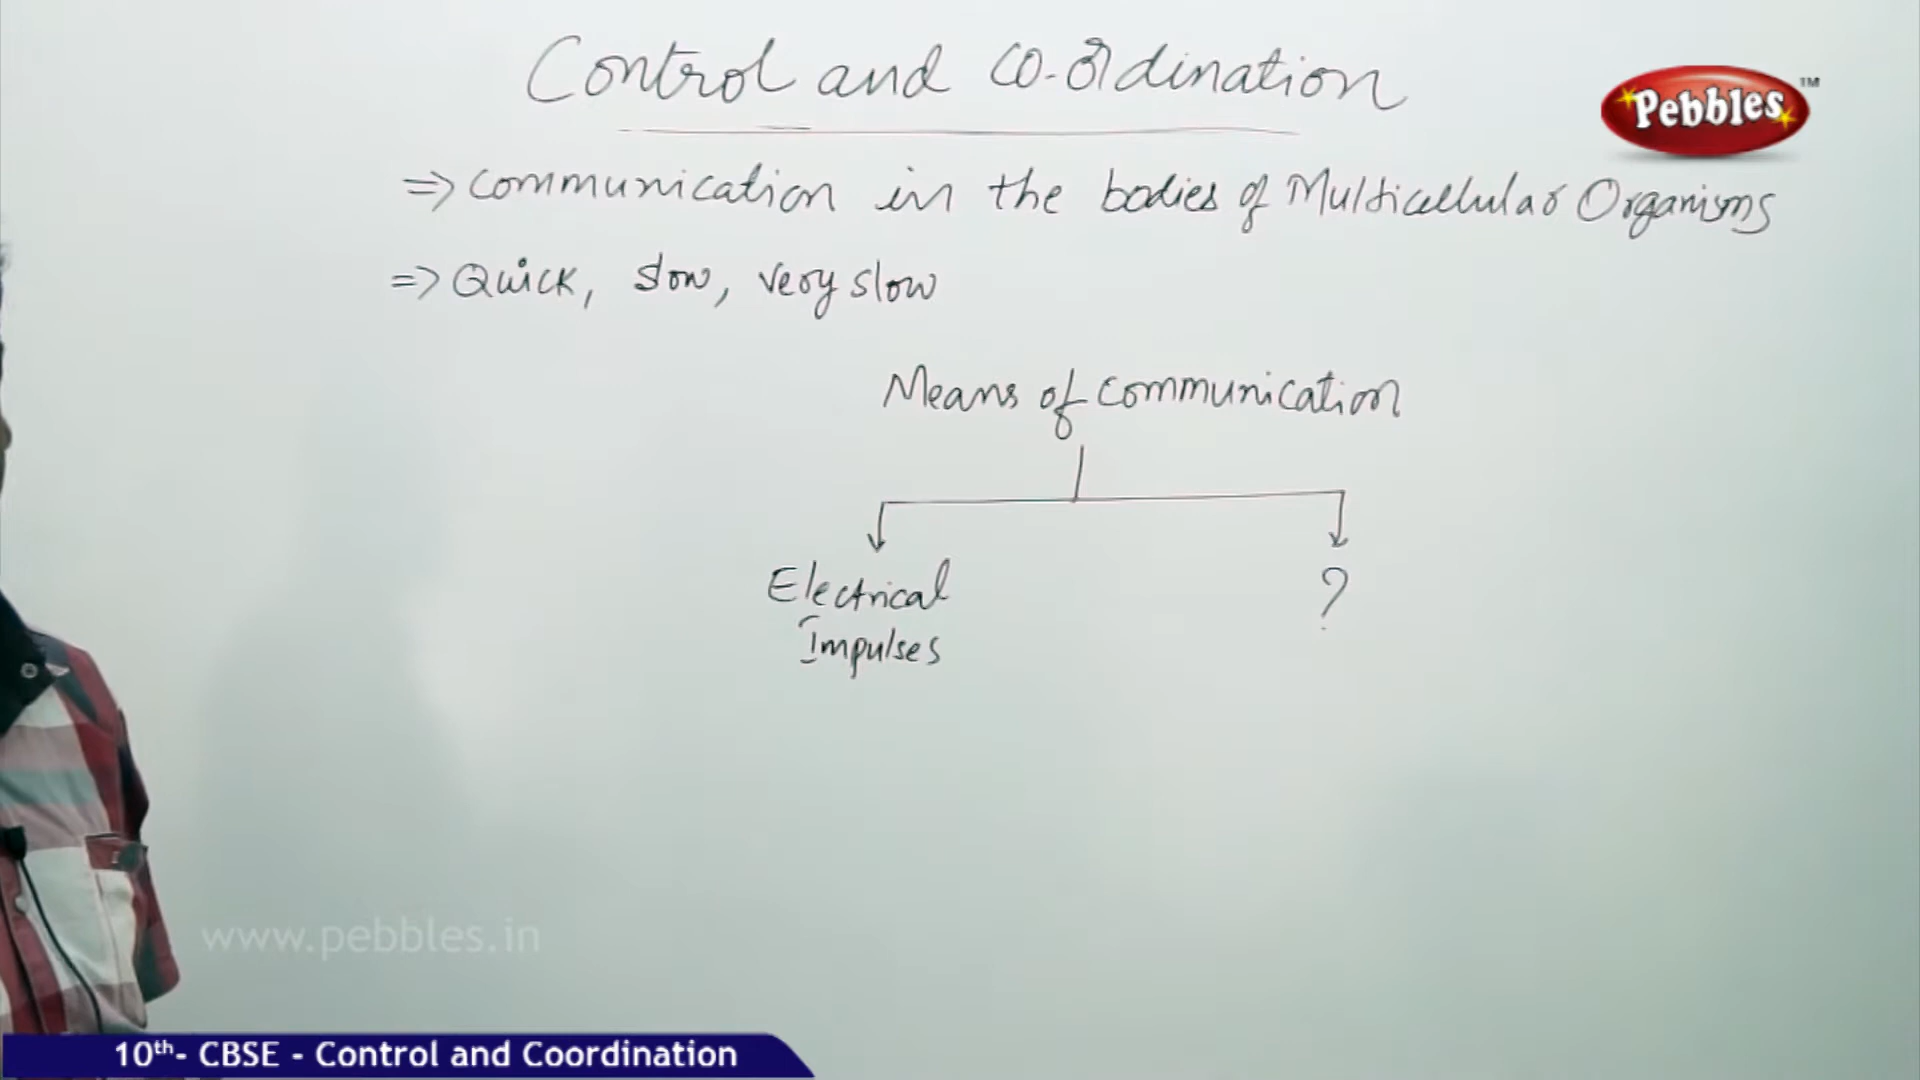 Control and Co-ordination
Pebbles™
=> Communication in the bodies of Multicellular Organisms
=> Quick, slow, very slow
Means of communication
Electrical
Impulses
?
www.pebbles.in
10th- CBSE - Control and Coordination